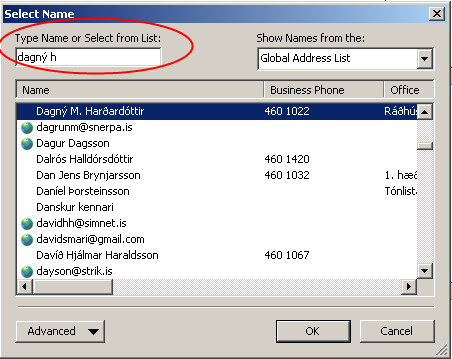 Select Name
Type Name or Select from List:
Show Names from the:
dagný h
Global Address List
Name Business Phone Office
Dagný M. Harðardóttir 460 1022 Ráðhús
dagrunm@snerpa.is
Dagur Dagsson
Dalrós Halldórsdóttir 460 1420
Dan Jens Brynjarsson 460 1032 1. hæð
Daníel Þorsteinsson Tónlista
Danskur kennari
davidhh@simnet.is
davidsmari@gmail.com
Davíð Hjálmar Haraldsson 460 1067
dayson@strik.is
Advanced OK Cancel